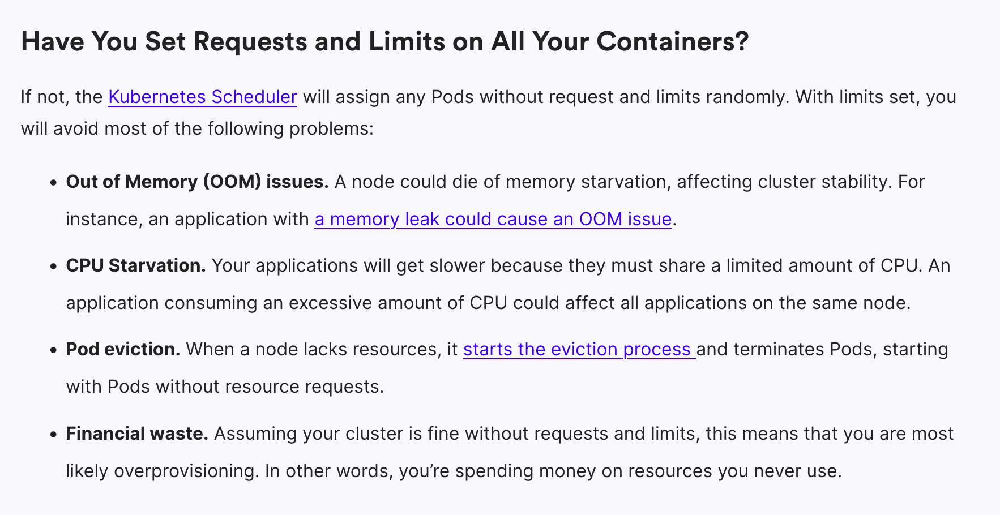 Have You Set Requests and Limits on All Your Containers?
If not, the Kubernetes Scheduler will assign any Pods without request and limits randomly. With limits set, you
will avoid most of the following problems:
• Out of Memory (OOM) issues. A node could die of memory starvation, affecting cluster stability. For
instance, an application with a memory leak could cause an OOM issue.
• CPU Starvation. Your applications will get slower because they must share a limited amount of CPU. An
application consuming an excessive amount of CPU could affect all applications on the same node.
• Pod eviction. When a node lacks resources, it starts the eviction process and terminates Pods, starting
with Pods without resource requests.
• Financial waste. Assuming your cluster is fine without requests and limits, this means that you are most
likely overprovisioning. In other words, you’re spending money on resources you never use.